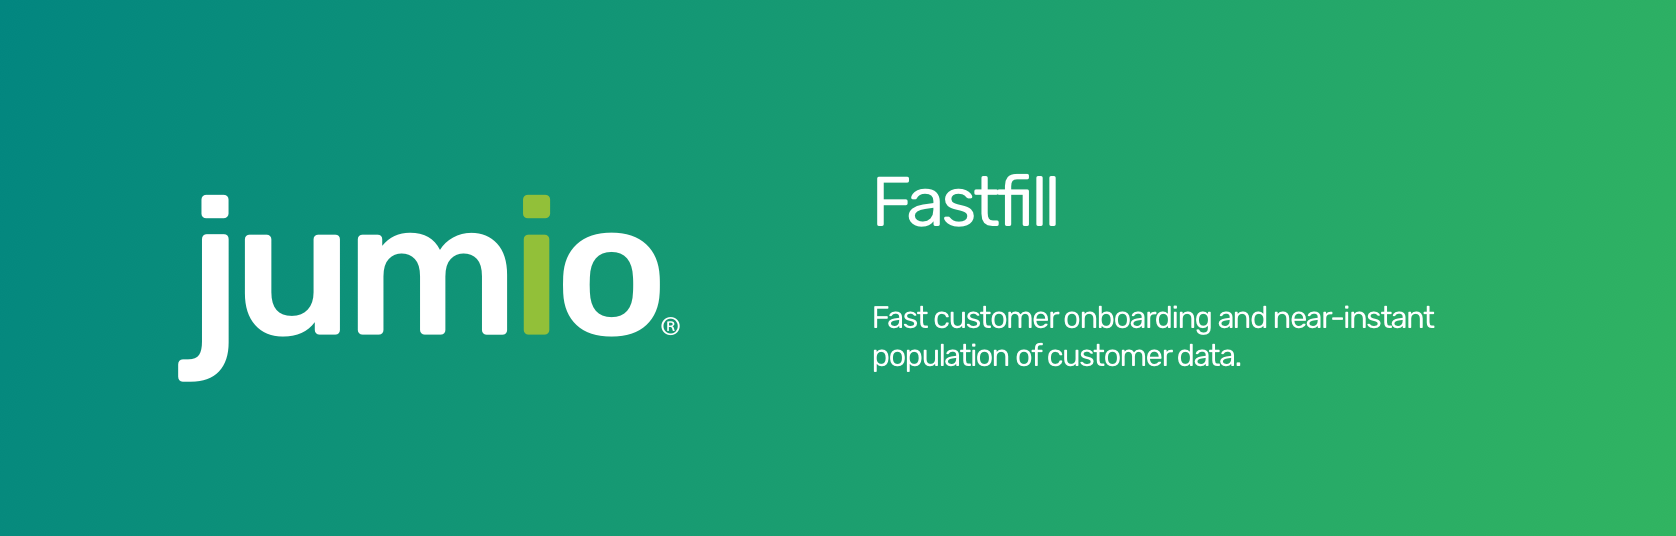 jumio®
Fastfill
Fast customer onboarding and near-instant
population of customer data.